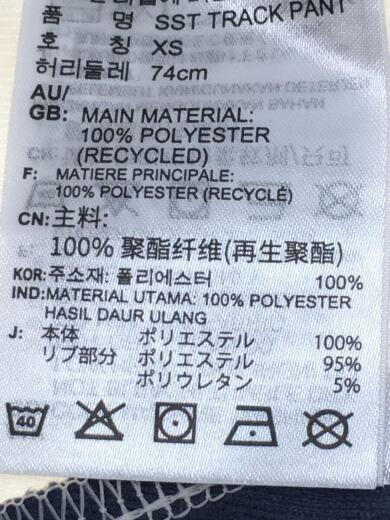 품 명 SST TRACK PANT
호 칭 XS
허리둘레 74cm
AU/
GB: MAIN MATERIAL:
100% POLYESTER
(RECYCLED)
F: MATIERE PRINCIPALE:
100% POLYESTER (RECYCLÉ)
CN: 主料:
100% 聚酯纤维(再生聚酯)
KOR: 주소재: 폴리에스터 100%
IND: MATERIAL UTAMA: 100% POLYESTER
HASIL DAUR ULANG
J: 本体 ポリエステル 100%
リブ部分 ポリエステル 95%
ポリウレタン 5%
40